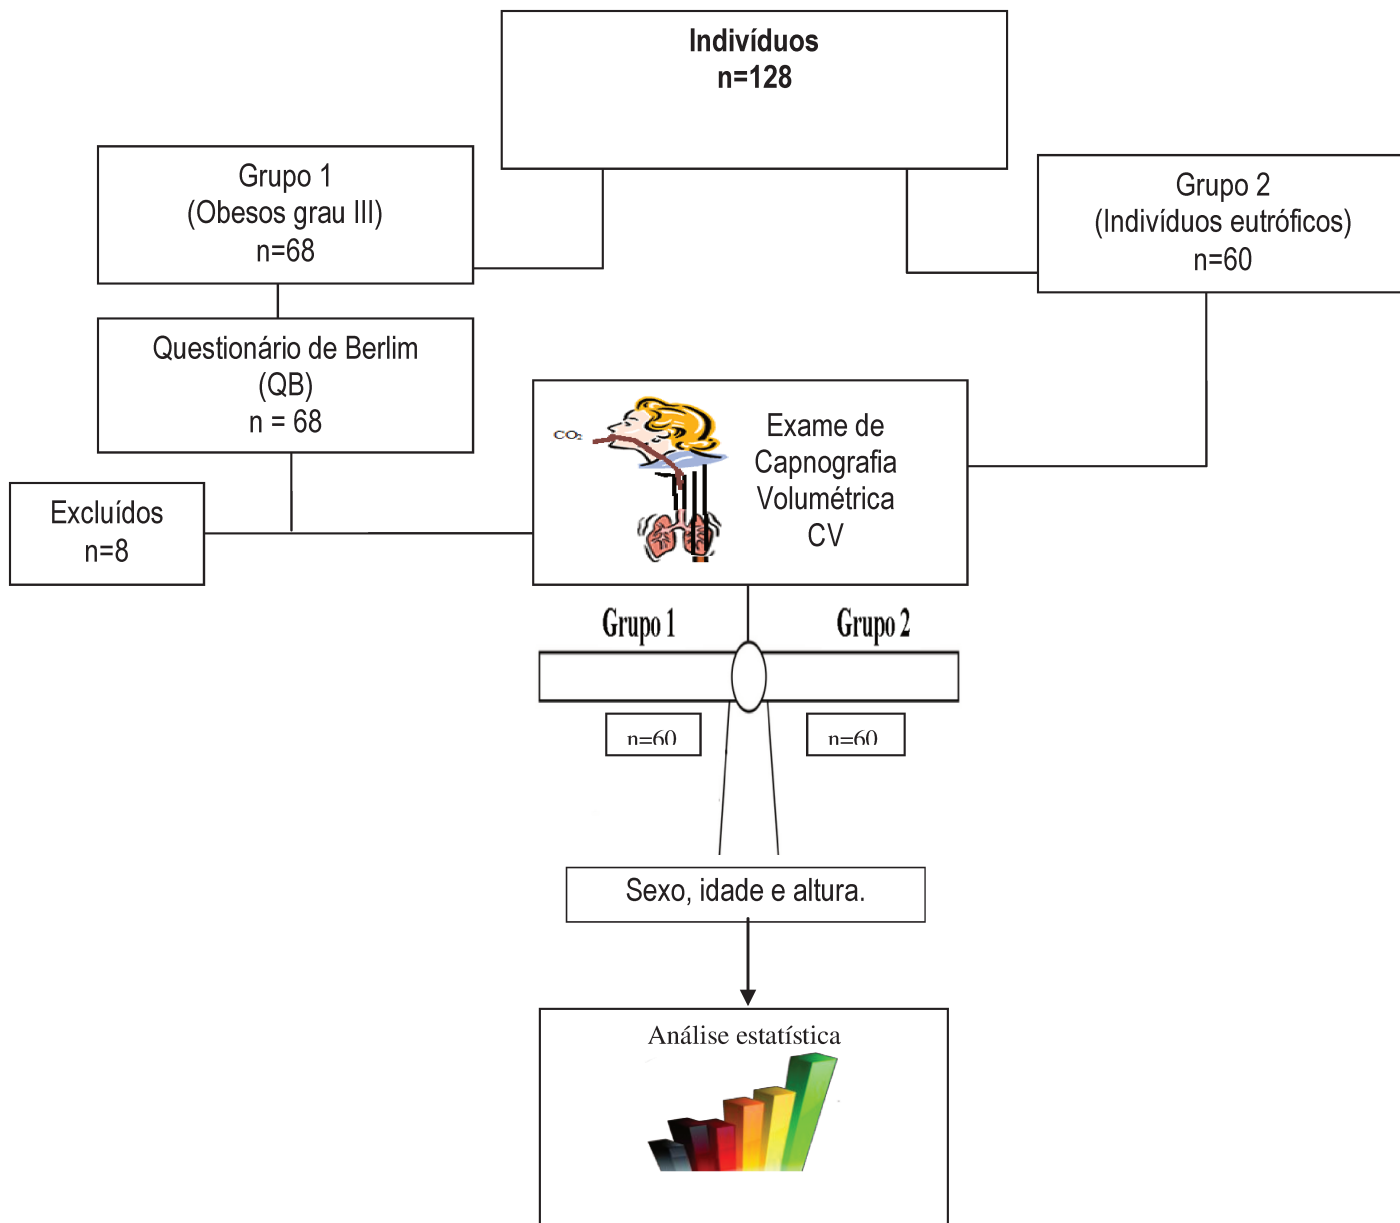 Indivíduos
n=128
Grupo 1
(Obesos grau III)
n=68
Grupo 2
(Indivíduos eutróficos)
n=60
Questionário de Berlim
(QB)
n = 68
CO₂
Exame de
Capnografia
Volumétrica
CV
Excluídos
n=8
Grupo 1
Grupo 2
n=60
n=60
Sexo, idade e altura.
Análise estatística